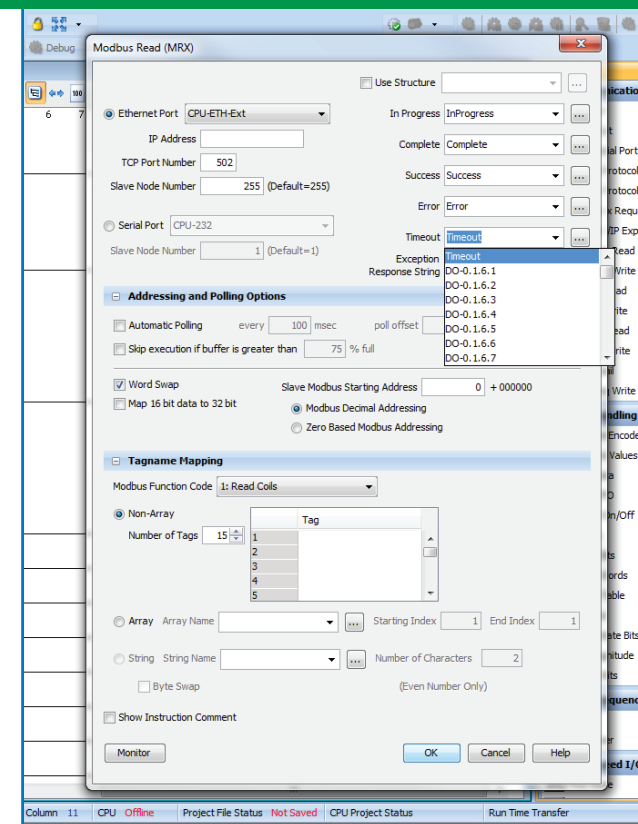 Debug
Modbus Read (MRX)
Use Structure
Ethernet Port CPU-ETH-Ext
In Progress InProgress
IP Address
Complete Complete
TCP Port Number 502
Success Success
Slave Node Number 255 (Default=255)
Error Error
Serial Port CPU-232
Timeout Timeout
Slave Node Number 1 (Default=1)
Exception
Response String
Timeout
DO-0.1.6.1
DO-0.1.6.2
DO-0.1.6.3
DO-0.1.6.4
DO-0.1.6.5
DO-0.1.6.6
DO-0.1.6.7
Addressing and Polling Options
Automatic Polling every 100 msec poll offset
Skip execution if buffer is greater than 75 % full
Word Swap
Slave Modbus Starting Address 0 + 000000
Map 16 bit data to 32 bit
Modbus Decimal Addressing
Zero Based Modbus Addressing
Tagname Mapping
Modbus Function Code 1: Read Coils
Non-Array
Number of Tags 15
Tag
1
2
3
4
5
Array Array Name
Starting Index 1 End Index 1
String String Name
Number of Characters 2
Byte Swap
(Even Number Only)
Show Instruction Comment
Monitor OK Cancel Help
6 7
100
Column 11 CPU Offline Project File Status Not Saved CPU Project Status Run Time Transfer